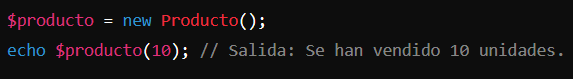 $producto = new Producto();
echo $producto(10); // Salida: Se han vendido 10 unidades.